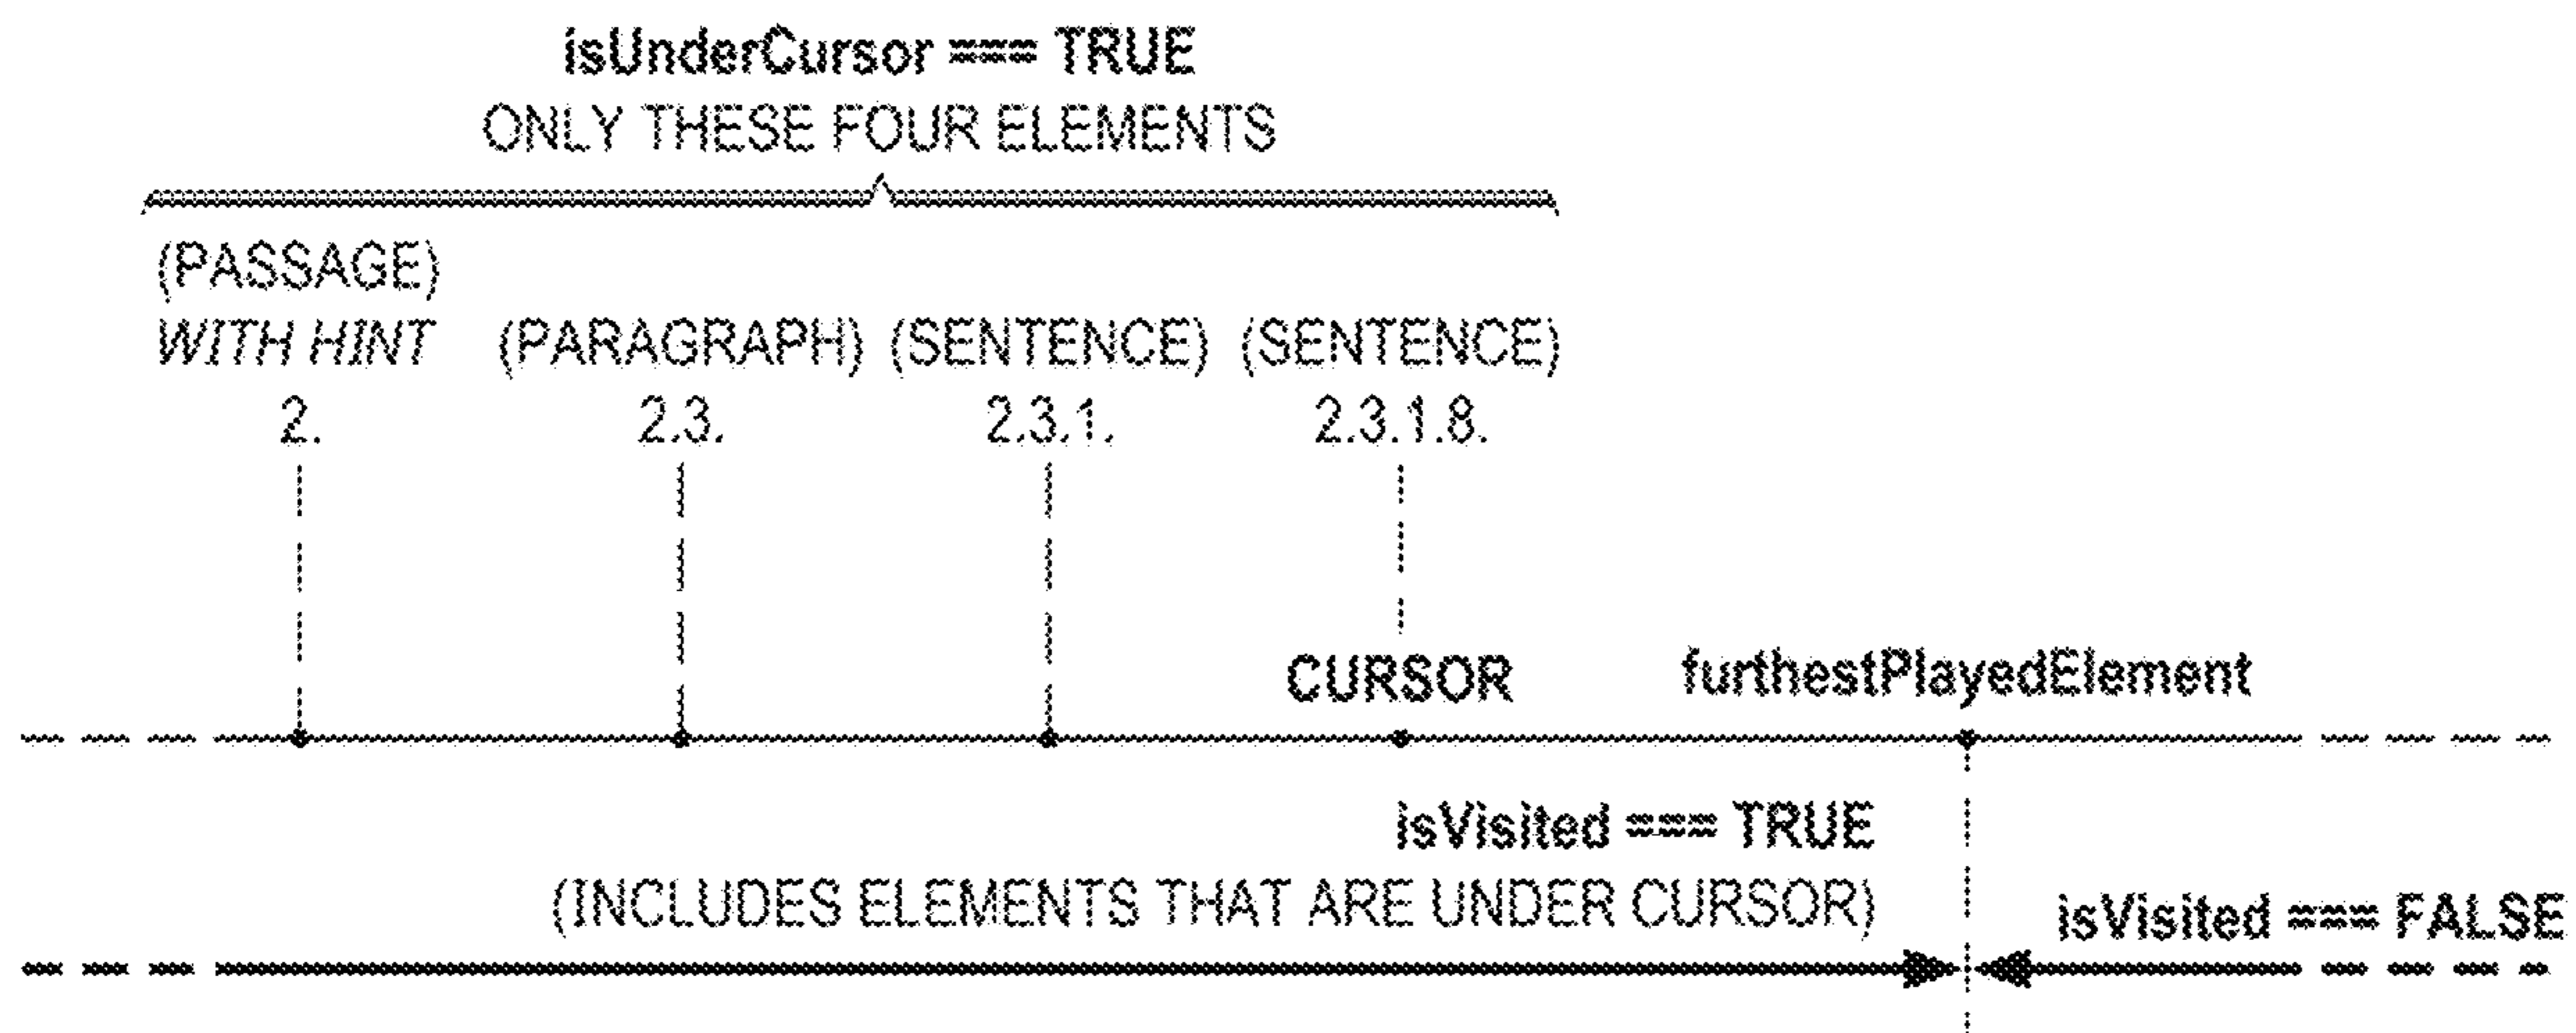 isUnderCursor === TRUE
ONLY THESE FOUR ELEMENTS
(PASSAGE)
WITH HINT (PARAGRAPH) (SENTENCE) (SENTENCE)
2. 2.3. 2.3.1. 2.3.1.8.
CURSOR furthestPlayedElement
isVisited === TRUE
(INCLUDES ELEMENTS THAT ARE UNDER CURSOR)
isVisited === FALSE